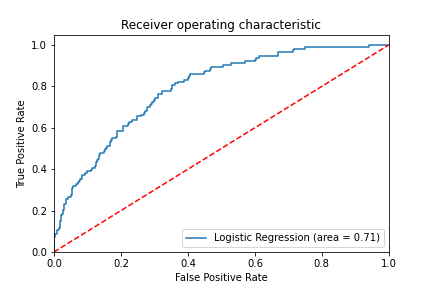 Receiver operating characteristic
True Positive Rate
1.0
0.8
0.6
0.4
0.2
0.0
Logistic Regression (area = 0.71)
0.0 0.2 0.4 0.6 0.8 1.0
False Positive Rate